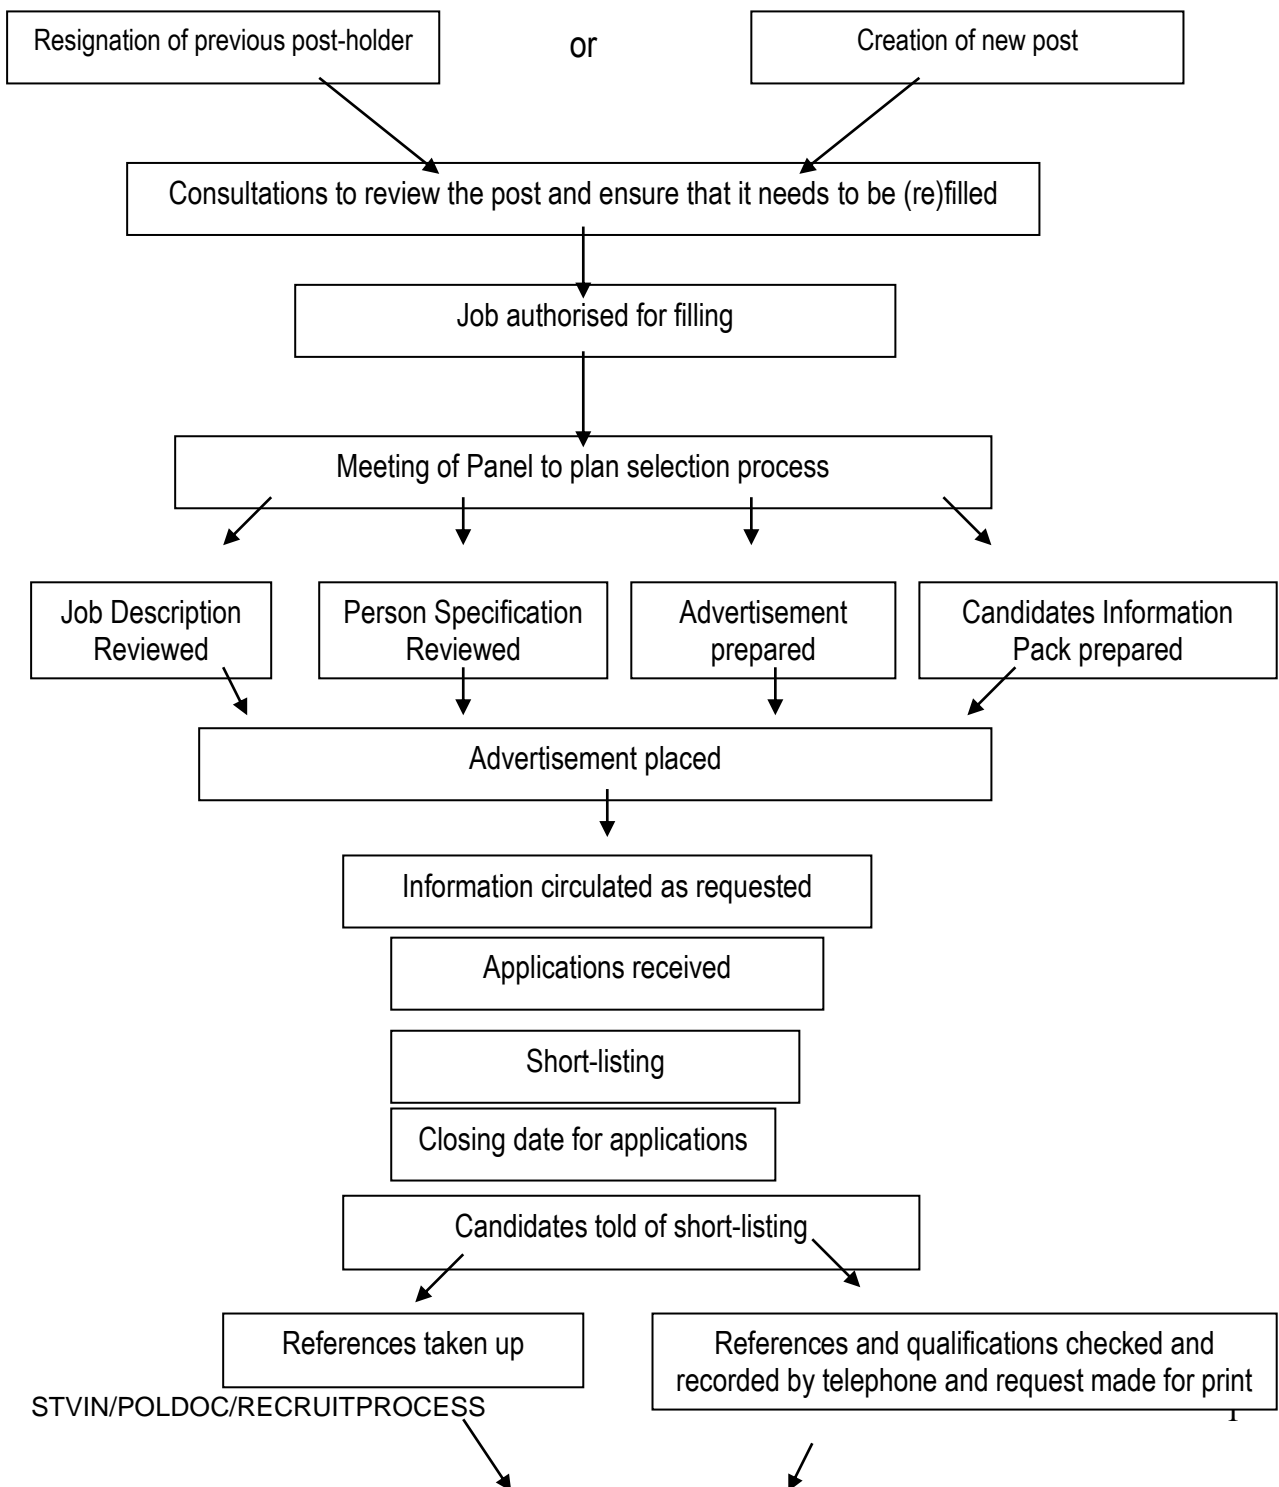 Resignation of previous post-holder
or
Creation of new post
Consultations to review the post and ensure that it needs to be (re)filled
Job authorised for filling
Meeting of Panel to plan selection process
Job Description
Reviewed
Person Specification
Reviewed
Advertisement
prepared
Candidates Information
Pack prepared
Advertisement placed
Information circulated as requested
Applications received
Short-listing
Closing date for applications
Candidates told of short-listing
References taken up
References and qualifications checked and
recorded by telephone and request made for print
STVIN/POLDOC/RECRUITPROCESS